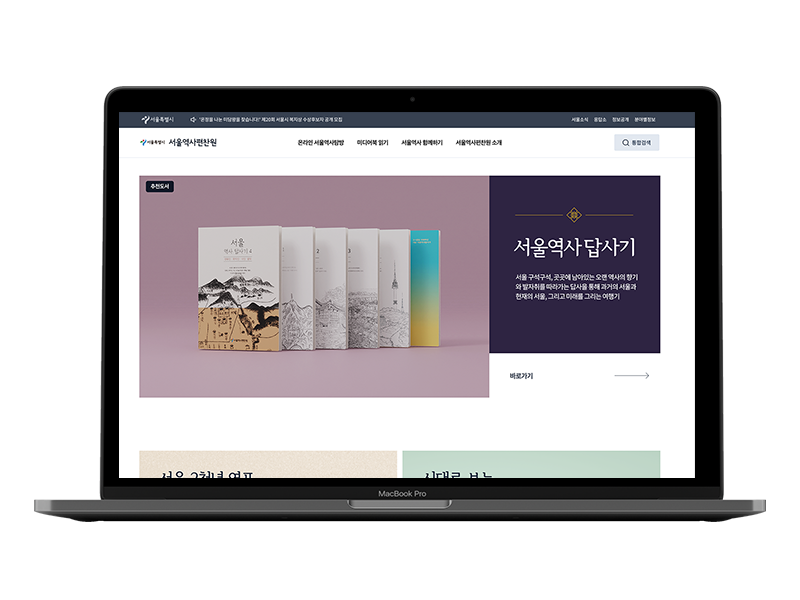 서울특별시
"온정을 나눈 미담왕을 찾습니다!" 제20회 서울시 복지상 수상후보자 공개 모집
서울소식 응답소 정보공개 분야별정보
서울특별시 서울역사편찬원
온라인 서울역사탐방 미디어북 읽기 서울역사 함께하기 서울역사편찬원 소개
통합검색
추천도서
서울
역사 답사기 4
1
2
3
서울역사답사기
서울 구석구석, 곳곳에 남아있는 오랜 역사의 향기
와 발자취를 따라가는 답사를 통해 과거의 서울과
현재의 서울, 그리고 미래를 그리는 여행기
바로가기
서울 2천년 연표
시대로 보는
MacBook Pro